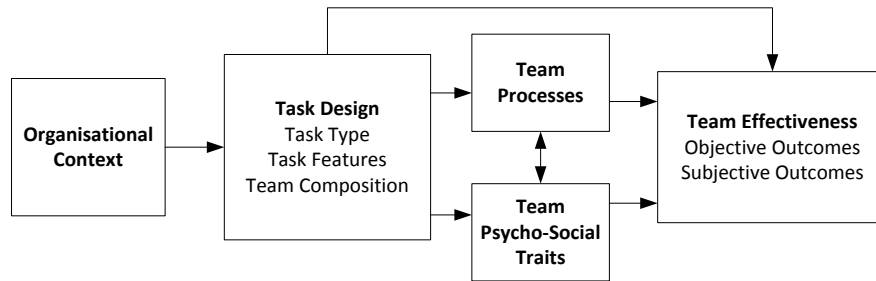 Organisational
Context
Task Design
Task Type
Task Features
Team Composition
Team
Processes
Team
Psycho-Social
Traits
Team Effectiveness
Objective Outcomes
Subjective Outcomes